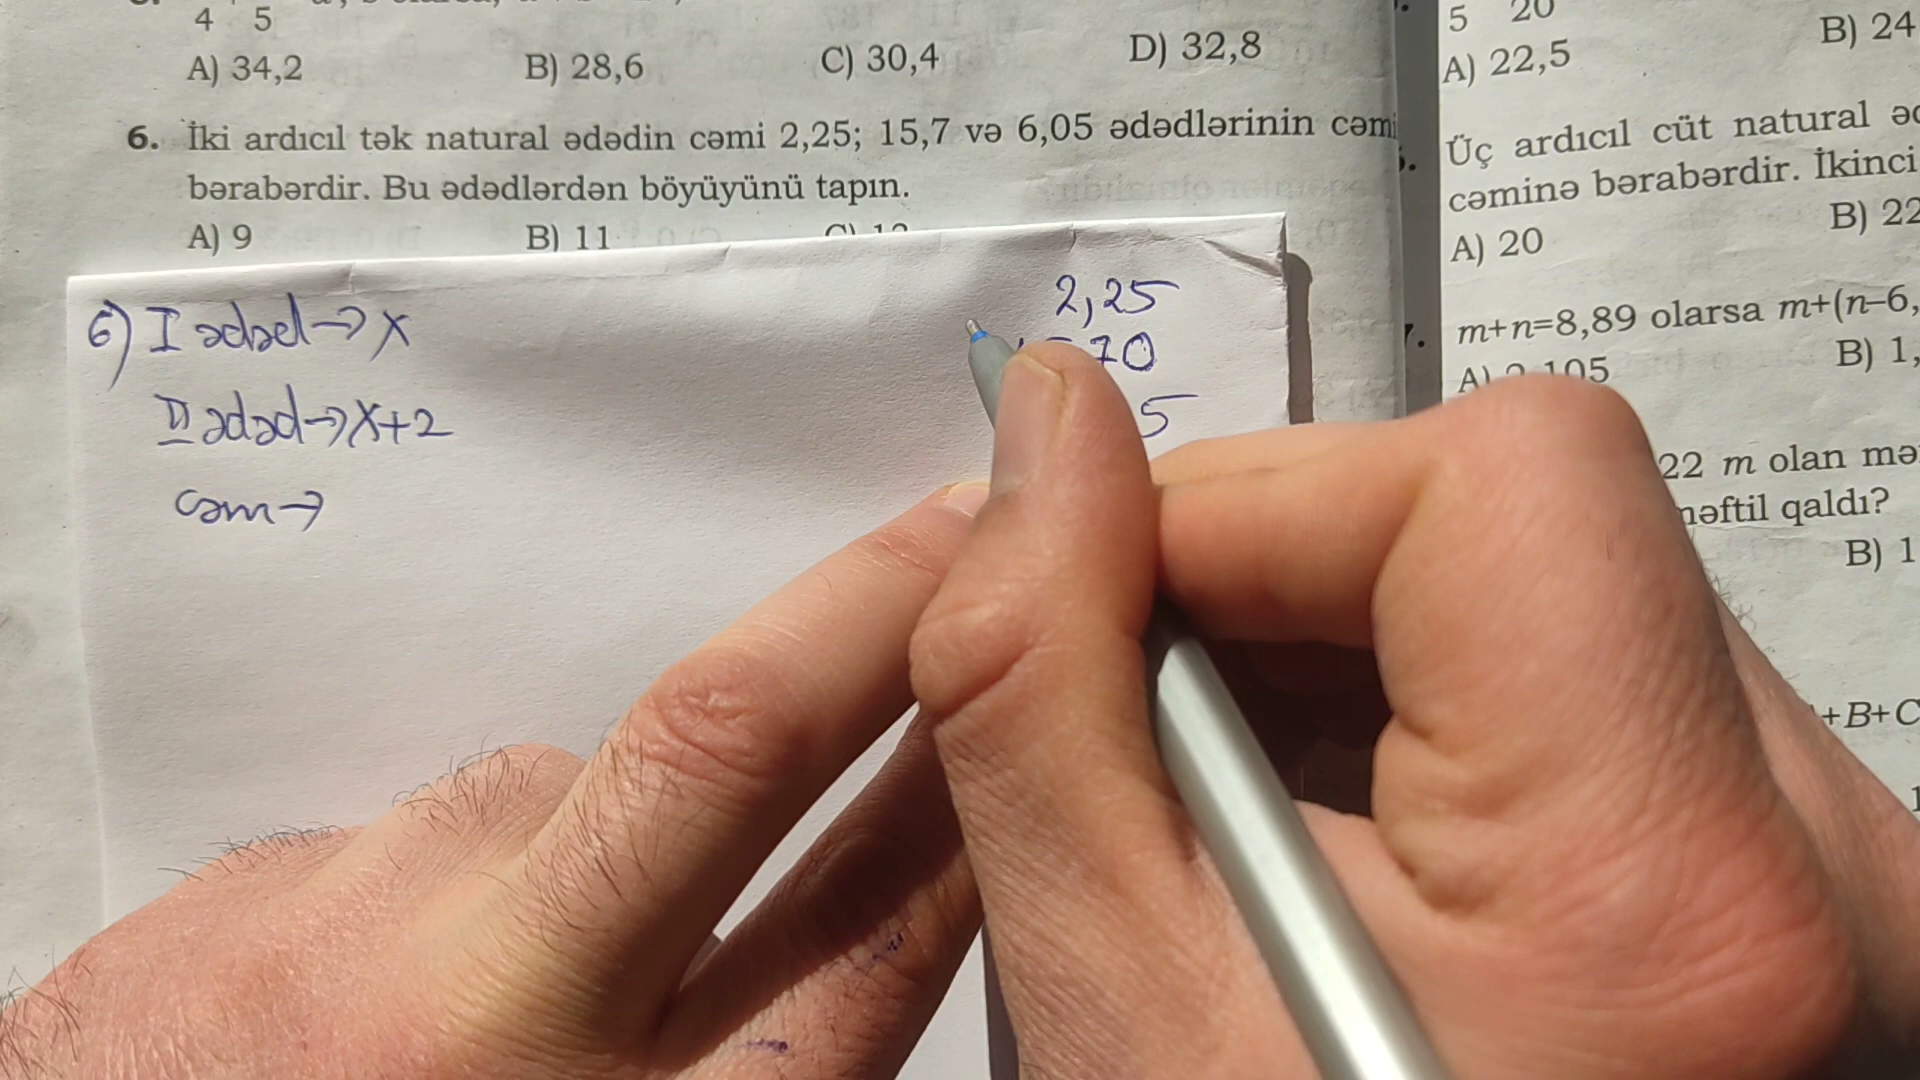 4 5
A) 34,2 B) 28,6 C) 30,4 D) 32,8
6. İki ardıcıl tək natural ədədin cəmi 2,25; 15,7 və 6,05 ədədlərinin cəmi
bərabərdir. Bu ədədlərdən böyüyünü tapın.
A) 9 B) 11
6) I ədəd→x
II ədəd→x+2
cəm→
2,25
70
5
5 20
A) 22,5 B) 24
Üç ardıcıl cüt natural
cəminə bərabərdir. İkinci
A) 20 B) 22
m+n=8,89 olarsa m+(n–6,
B) 1,
22 m olan
qaldı?
B) 1
+B+C